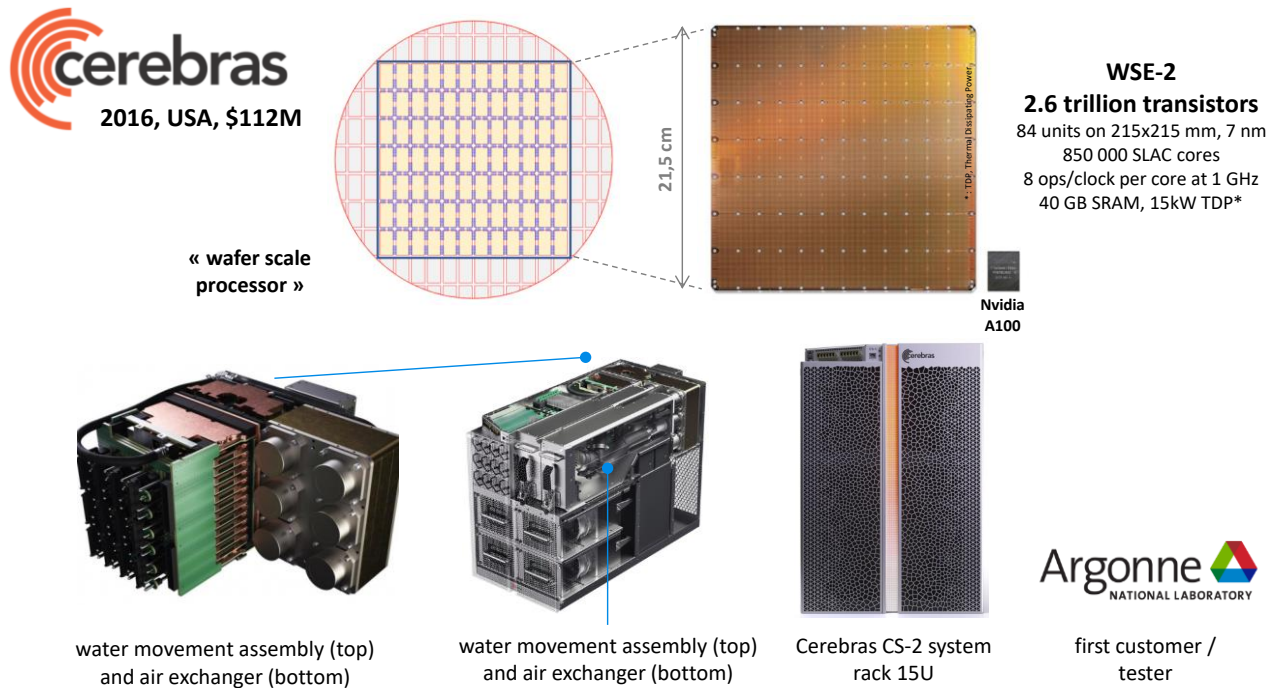 cerebras
2016, USA, $112M
« wafer scale
processor »
21,5 cm
* : TDP, Thermal Dissipating Power
WSE-2
2.6 trillion transistors
84 units on 215x215 mm, 7 nm
850 000 SLAC cores
8 ops/clock per core at 1 GHz
40 GB SRAM, 15kW TDP*
Nvidia
A100
cerebras
Argonne
NATIONAL LABORATORY
water movement assembly (top)
and air exchanger (bottom)
water movement assembly (top)
and air exchanger (bottom)
Cerebras CS-2 system
rack 15U
first customer /
tester